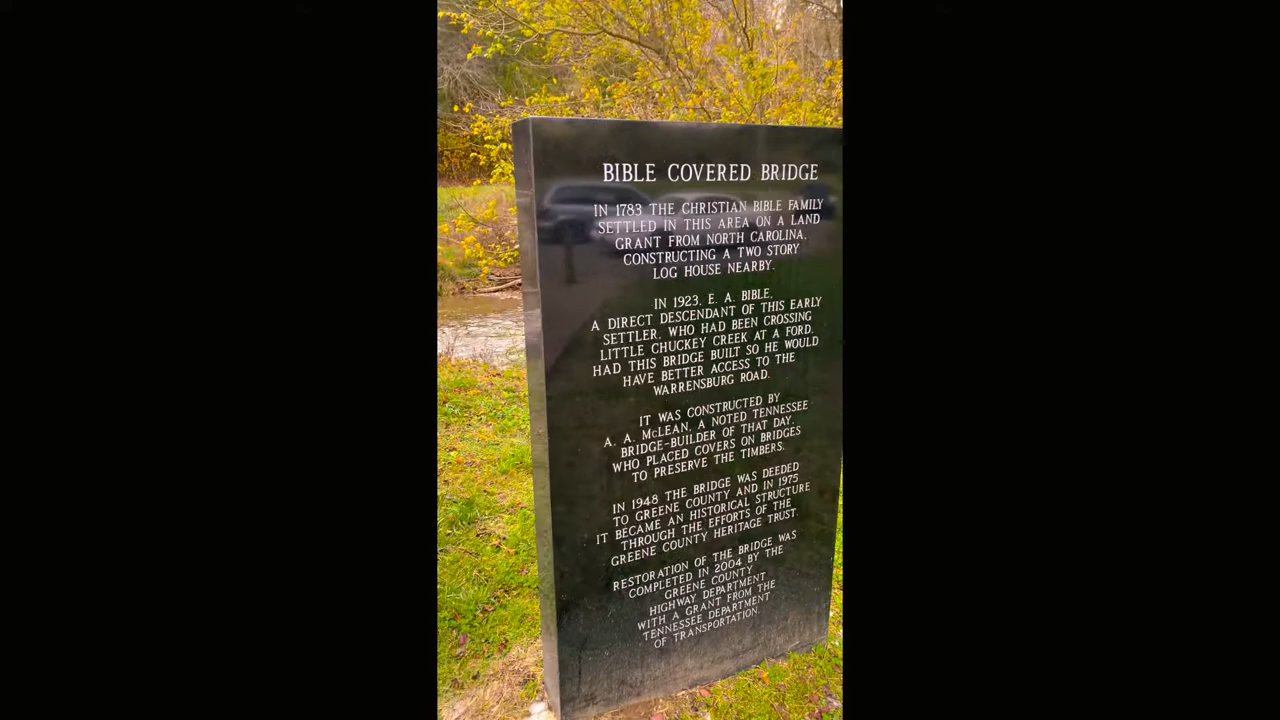 BIBLE COVERED BRIDGE
IN 1783 THE CHRISTIAN BIBLE FAMILY
SETTLED IN THIS AREA ON A LAND
GRANT FROM NORTH CAROLINA,
CONSTRUCTING A TWO STORY
LOG HOUSE NEARBY.
IN 1923, E. A. BIBLE,
A DIRECT DESCENDANT OF THIS EARLY
SETTLER, WHO HAD BEEN CROSSING
LITTLE CHUCKEY CREEK AT A FORD,
HAD THIS BRIDGE BUILT SO HE WOULD
HAVE BETTER ACCESS TO THE
WARRENSBURG ROAD.
IT WAS CONSTRUCTED BY
A. A. McLEAN, A NOTED TENNESSEE
BRIDGE-BUILDER OF THAT DAY,
WHO PLACED COVERS ON BRIDGES
TO PRESERVE THE TIMBERS.
IN 1948 THE BRIDGE WAS DEEDED
TO GREENE COUNTY AND IN 1975
IT BECAME AN HISTORICAL STRUCTURE
THROUGH THE EFFORTS OF THE
GREENE COUNTY HERITAGE TRUST.
RESTORATION OF THE BRIDGE WAS
COMPLETED IN 2004 BY THE
GREENE COUNTY
HIGHWAY DEPARTMENT
WITH A GRANT FROM THE
TENNESSEE DEPARTMENT
OF TRANSPORTATION.